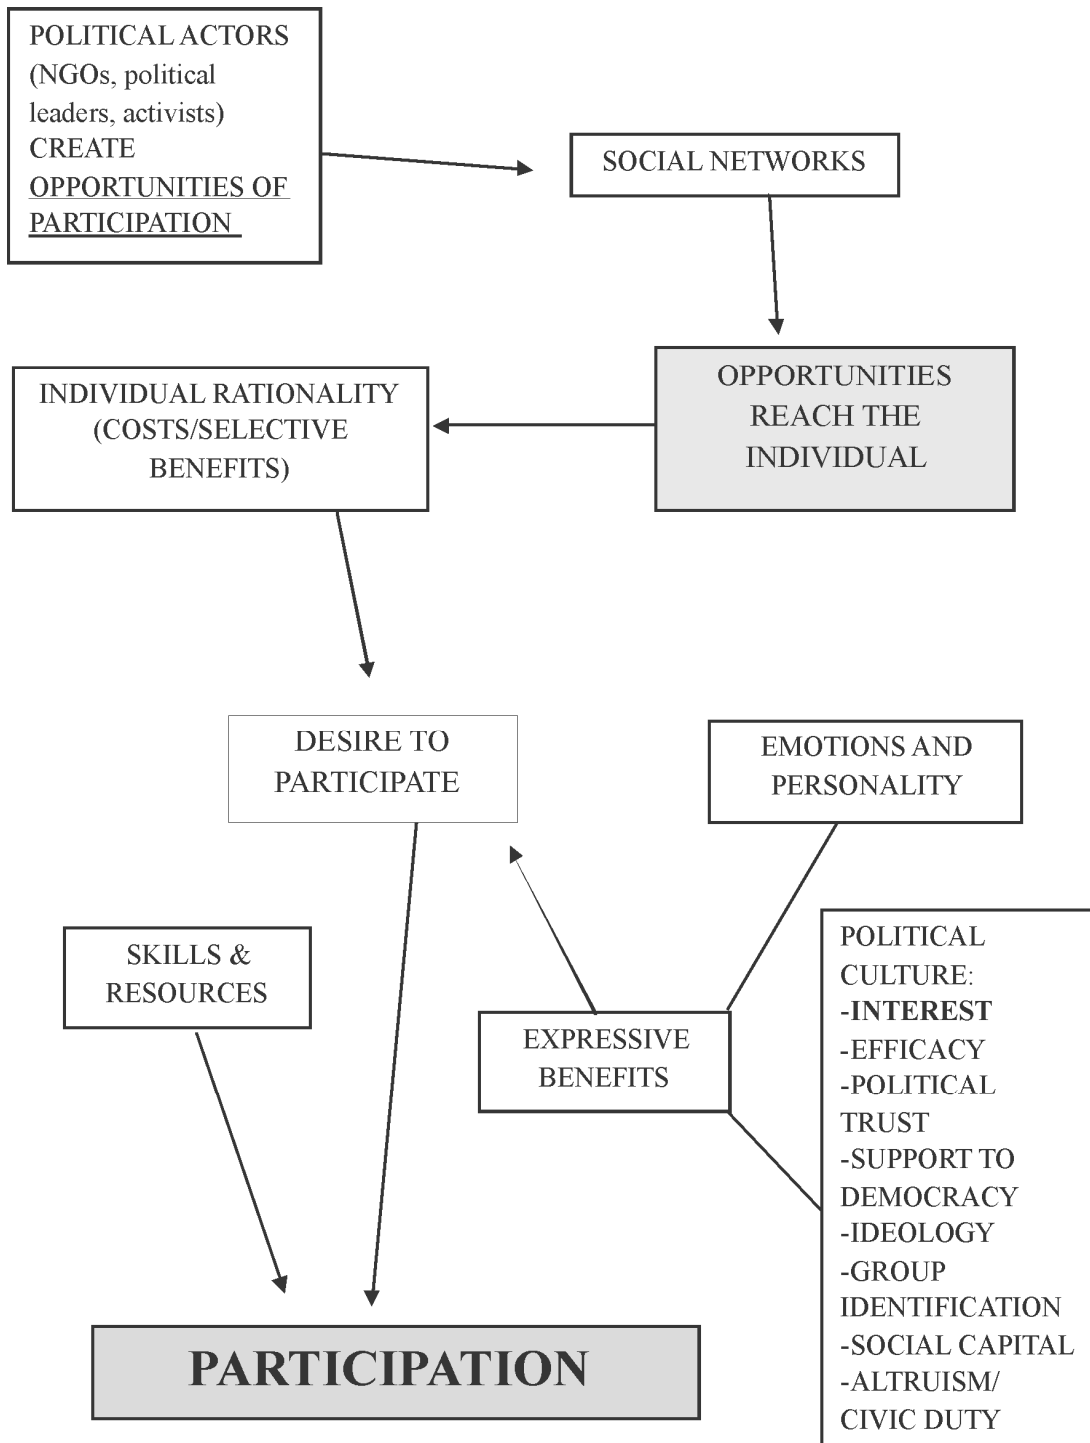 POLITICAL ACTORS
(NGOs, political
leaders, activists)
CREATE
OPPORTUNITIES OF
PARTICIPATION
SOCIAL NETWORKS
OPPORTUNITIES
REACH THE
INDIVIDUAL
INDIVIDUAL RATIONALITY
(COSTS/SELECTIVE
BENEFITS)
DESIRE TO
PARTICIPATE
EMOTIONS AND
PERSONALITY
SKILLS &
RESOURCES
EXPRESSIVE
BENEFITS
POLITICAL
CULTURE:
-INTEREST
-EFFICACY
-POLITICAL
TRUST
-SUPPORT TO
DEMOCRACY
-IDEOLOGY
-GROUP
IDENTIFICATION
-SOCIAL CAPITAL
-ALTRUISM/
CIVIC DUTY
PARTICIPATION